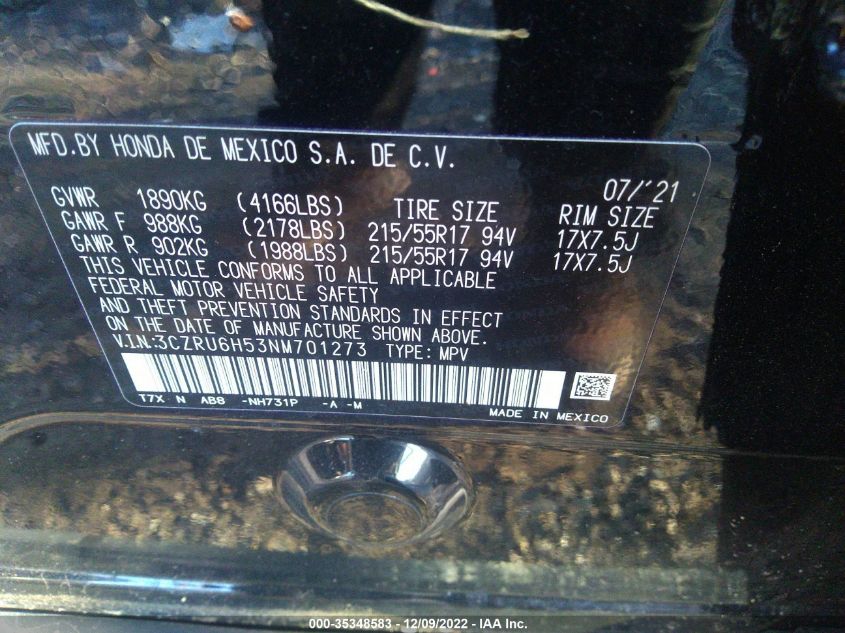 MFD.BY HONDA DE MEXICO S.A. DE C.V.
07/'21
GVWR 1890KG (4166LBS) TIRE SIZE RIM SIZE
GAWR F 988KG (2178LBS) 215/55R17 94V 17X7.5J
GAWR R 902KG (1988LBS) 215/55R17 94V 17X7.5J
THIS VEHICLE CONFORMS TO ALL APPLICABLE
FEDERAL MOTOR VEHICLE SAFETY
AND THEFT PREVENTION STANDARDS IN EFFECT
ON THE DATE OF MANUFACTURE SHOWN ABOVE.
V.I.N:3CZRU6H53NM701273 TYPE: MPV
T7X N AB8 -NH731P -A -M
MADE IN MEXICO
000-35348583 - 12/09/2022 - IAA Inc.